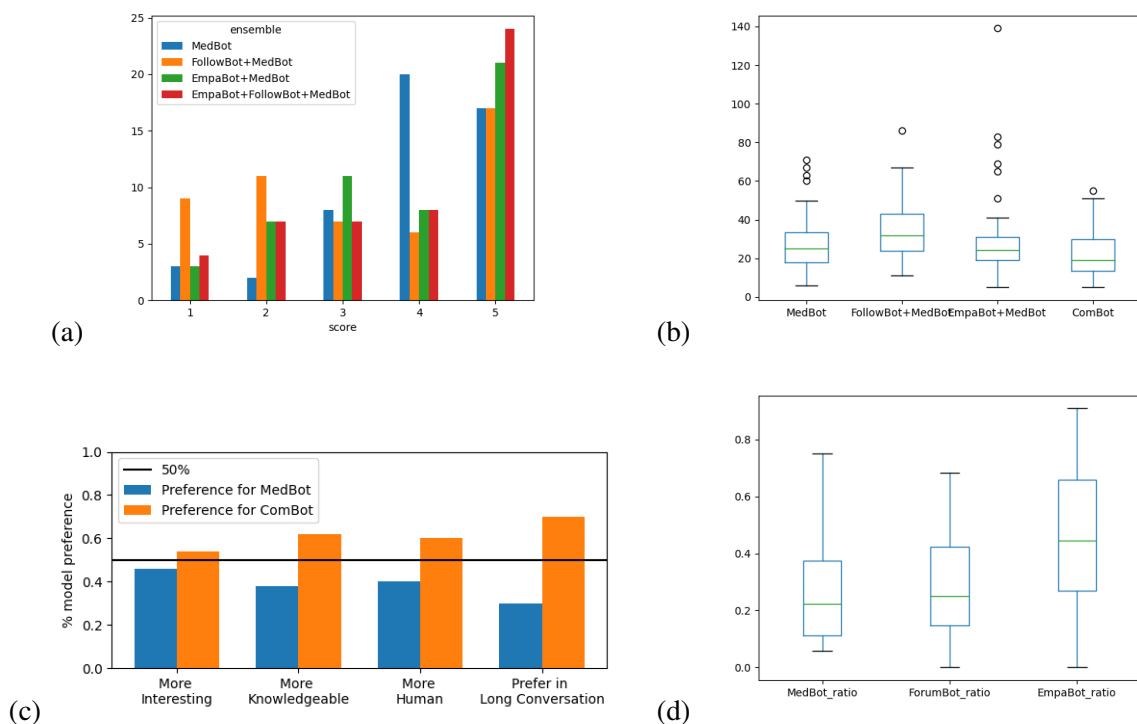 25
20
15
10
5
0
ensemble
MedBot
FollowBot+MedBot
EmpaBot+MedBot
EmpaBot+FollowBot+MedBot
1 2 3 4 5
score
(a)
140
120
100
80
60
40
20
0
MedBot FollowBot+MedBot EmpaBot+MedBot ComBot
(b)
% model preference
1.0
0.8
0.6
0.4
0.2
0.0
50%
Preference for MedBot
Preference for ComBot
More More More Prefer in
Interesting Knowledgeable Human Long Conversation
(c)
0.8
0.6
0.4
0.2
0.0
MedBot_ratio ForumBot_ratio EmpaBot_ratio
(d)